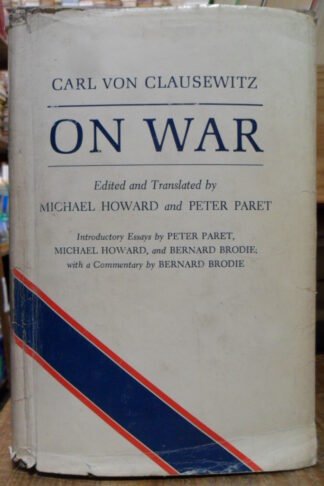 CARL VON CLAUSEWITZ
ON WAR
Edited and Translated by
MICHAEL HOWARD and PETER PARET
Introductory Essays by PETER PARET,
MICHAEL HOWARD, and BERNARD BRODIE;
with a Commentary by BERNARD BRODIE